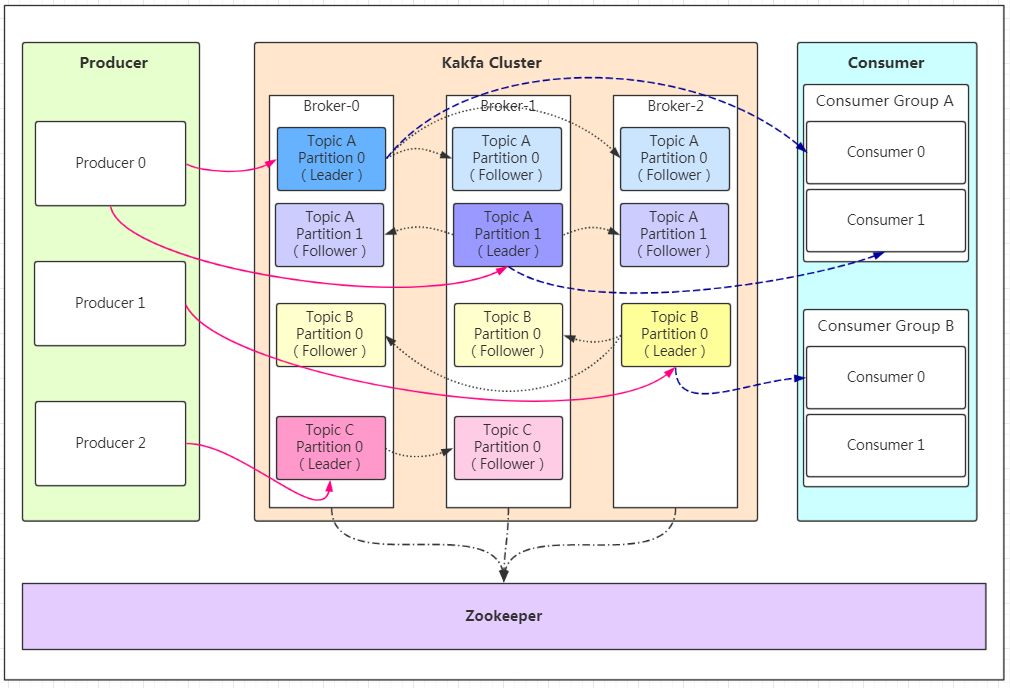 Producer
Producer 0
Producer 1
Producer 2
Kakfa Cluster
Broker-0
Topic A
Partition 0
( Leader )
Topic A
Partition 1
( Follower )
Topic B
Partition 0
( Follower )
Topic C
Partition 0
( Leader )
Broker-1
Topic A
Partition 0
( Follower )
Topic A
Partition 1
( Leader )
Topic B
Partition 0
( Follower )
Topic C
Partition 0
( Follower )
Broker-2
Topic A
Partition 0
( Follower )
Topic A
Partition 1
( Follower )
Topic B
Partition 0
( Leader )
Consumer
Consumer Group A
Consumer 0
Consumer 1
Consumer Group B
Consumer 0
Consumer 1
Zookeeper